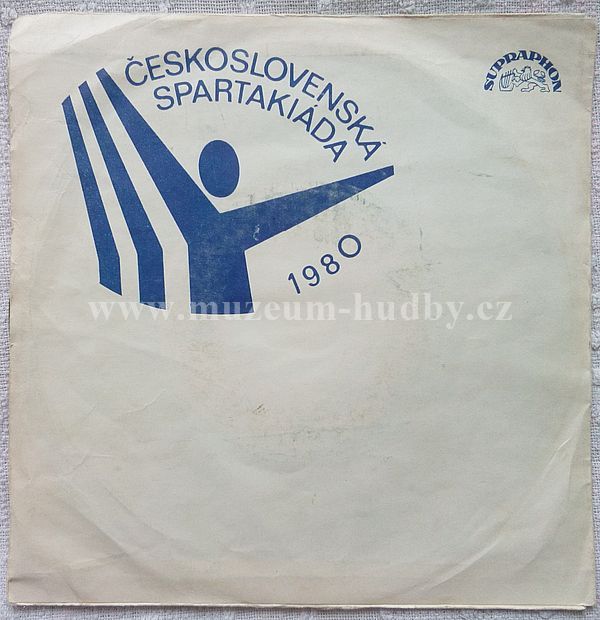 ČESKOSLOVENSKÁ
SPARTAKIÁDA
1980
SUPRAPHON
www.muzeum-hudby.cz